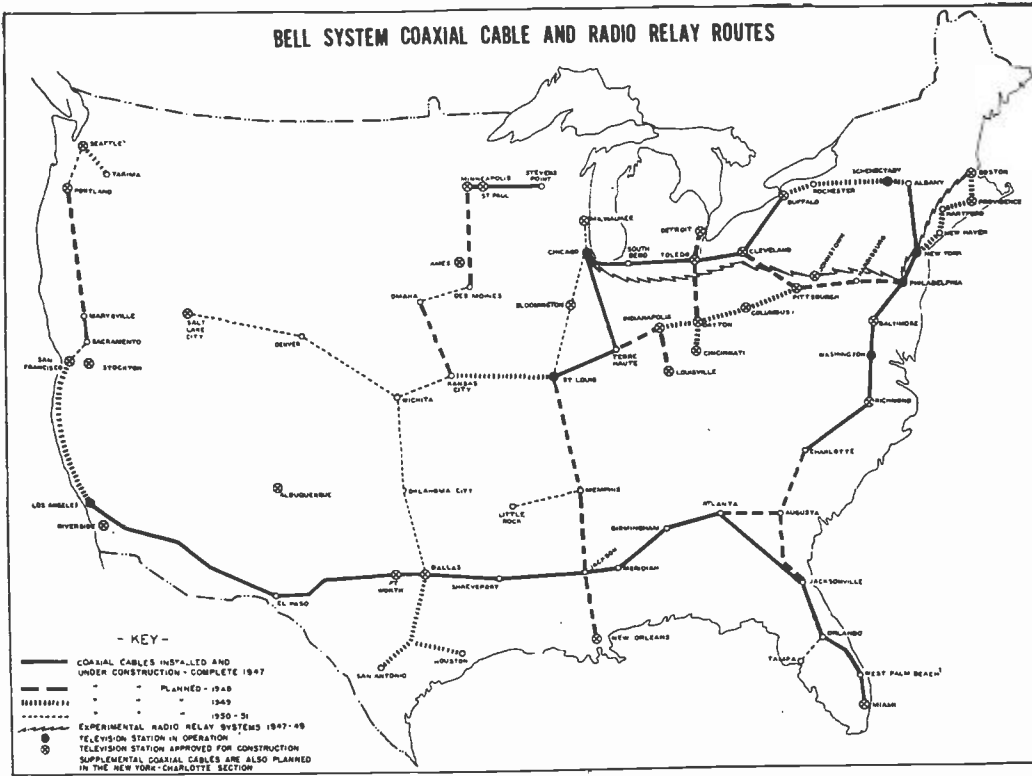 BELL SYSTEM COAXIAL CABLE AND RADIO RELAY ROUTES
SEATTLE
YAKIMA
PORTLAND
MINNEAPOLIS
ST PAUL
STEVENS
POINT
MILWAUKEE
DETROIT
BUFFALO
ROCHESTER
SCHENECTADY
ALBANY
BOSTON
PROVIDENCE
HARTFORD
NEW HAVEN
NEW YORK
PHILADELPHIA
CHICAGO
SOUTH
BEND
TOLEDO
CLEVELAND
JOHNSTOWN
PITTSBURGH
AMES
DES MOINES
OMAHA
BLOOMINGTON
INDIANAPOLIS
DAYTON
COLUMBUS
CINCINNATI
BALTIMORE
WASHINGTON
RICHMOND
MARYSVILLE
SACRAMENTO
SAN
FRANCISCO
STOCKTON
SALT
LAKE
CITY
DENVER
KANSAS CITY
ST LOUIS
TERRE
HAUTE
LOUISVILLE
WICHITA
CHARLOTTE
LOS ANGELES
RIVERSIDE
ALBUQUERQUE
OKLAHOMA CITY
LITTLE
ROCK
MEMPHIS
BIRMINGHAM
ATLANTA
AUGUSTA
EL PASO
FT
WORTH
DALLAS
SHREVEPORT
JACKSON
MERIDIAN
JACKSONVILLE
NEW ORLEANS
ORLANDO
TAMPA
WEST PALM BEACH
MIAMI
SAN ANTONIO
HOUSTON
- KEY -
COAXIAL CABLES INSTALLED AND
UNDER CONSTRUCTION - COMPLETE 1947
" " " PLANNED - 1948
" " " 1949
" " " 1950-51
EXPERIMENTAL RADIO RELAY SYSTEMS 1947-49
TELEVISION STATION IN OPERATION
TELEVISION STATION APPROVED FOR CONSTRUCTION
SUPPLEMENTAL COAXIAL CABLES ARE ALSO PLANNED
IN THE NEW YORK-CHARLOTTE SECTION